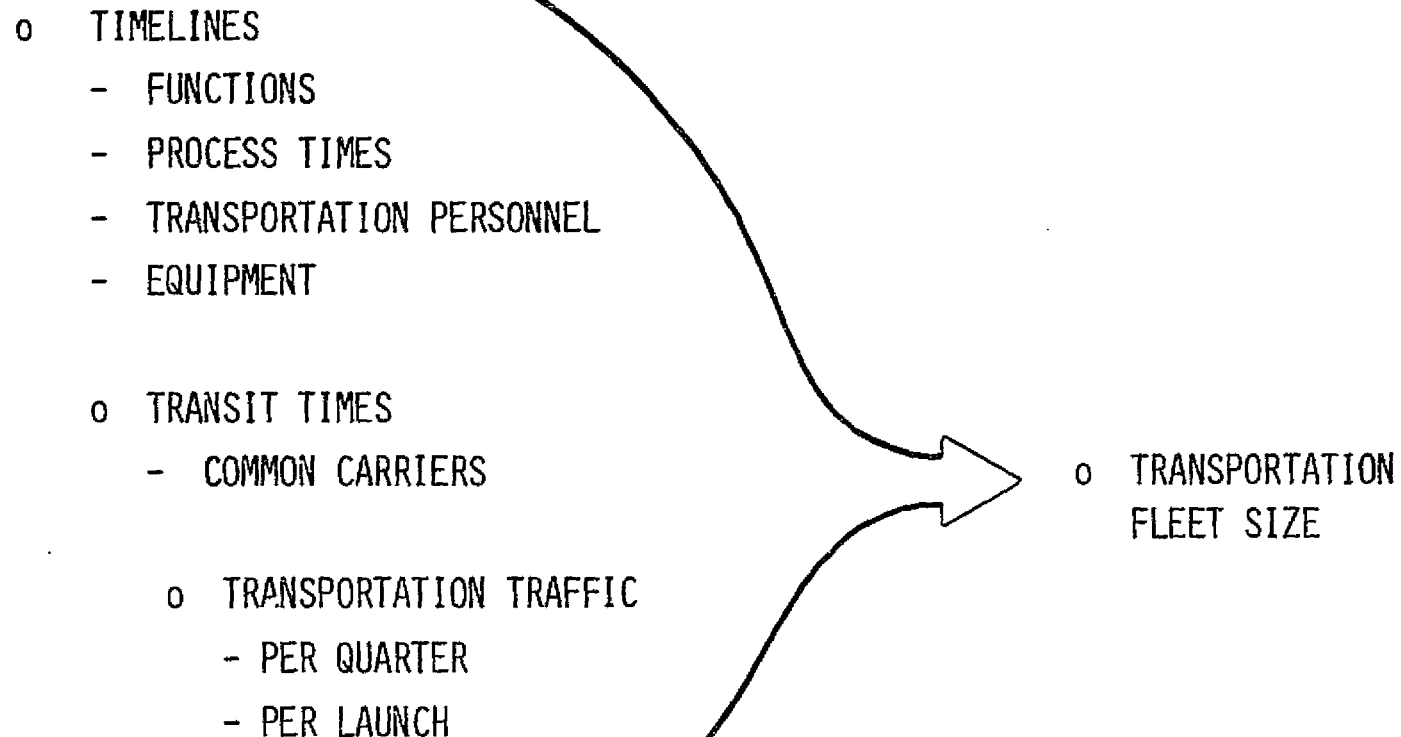 o TIMELINES
- FUNCTIONS
- PROCESS TIMES
- TRANSPORTATION PERSONNEL
- EQUIPMENT
o TRANSIT TIMES
- COMMON CARRIERS
o TRANSPORTATION TRAFFIC
- PER QUARTER
- PER LAUNCH
o TRANSPORTATION
FLEET SIZE